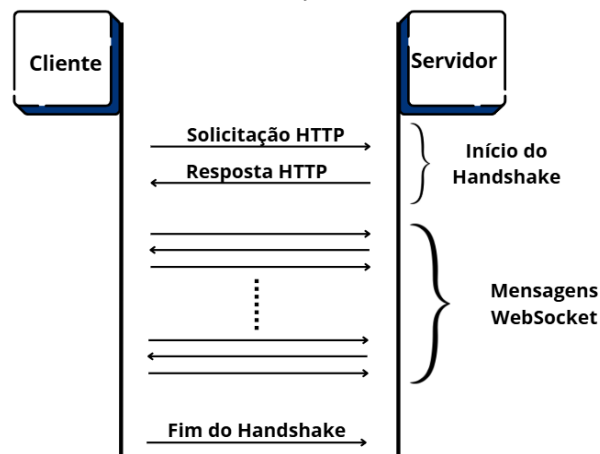 Cliente
Servidor
Solicitação HTTP
Resposta HTTP
Início do
Handshake
Mensagens
WebSocket
Fim do Handshake